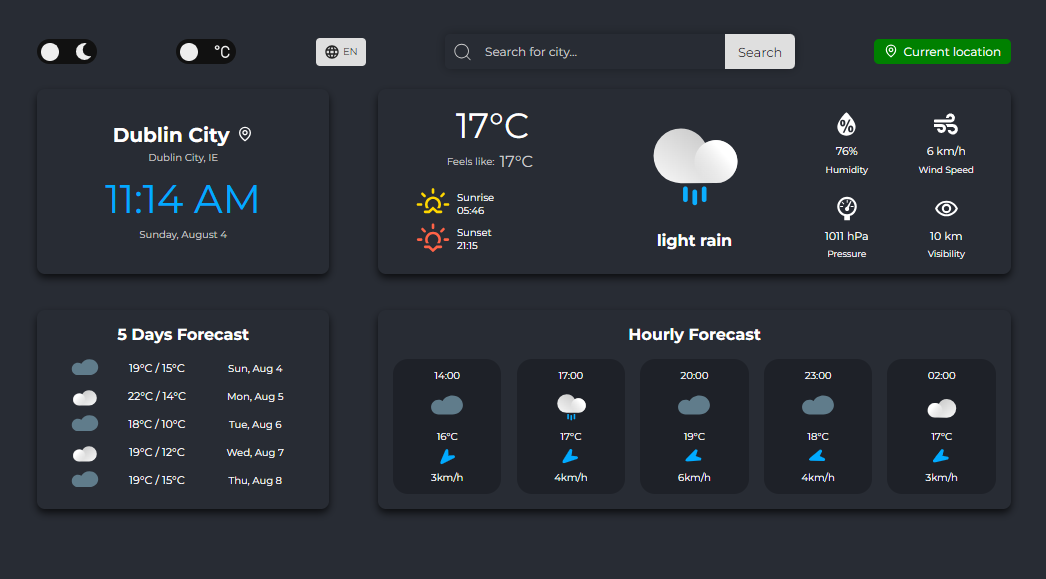 °C
EN
Search for city...
Search
Current location
Dublin City
Dublin City, IE
11:14 AM
Sunday, August 4
17°C
Feels like: 17°C
Sunrise
05:46
Sunset
21:15
light rain
76%
Humidity
6 km/h
Wind Speed
1011 hPa
Pressure
10 km
Visibility
5 Days Forecast
19°C / 15°C Sun, Aug 4
22°C / 14°C Mon, Aug 5
18°C / 10°C Tue, Aug 6
19°C / 12°C Wed, Aug 7
19°C / 15°C Thu, Aug 8
Hourly Forecast
14:00
16°C
3km/h
17:00
17°C
4km/h
20:00
19°C
6km/h
23:00
18°C
4km/h
02:00
17°C
3km/h